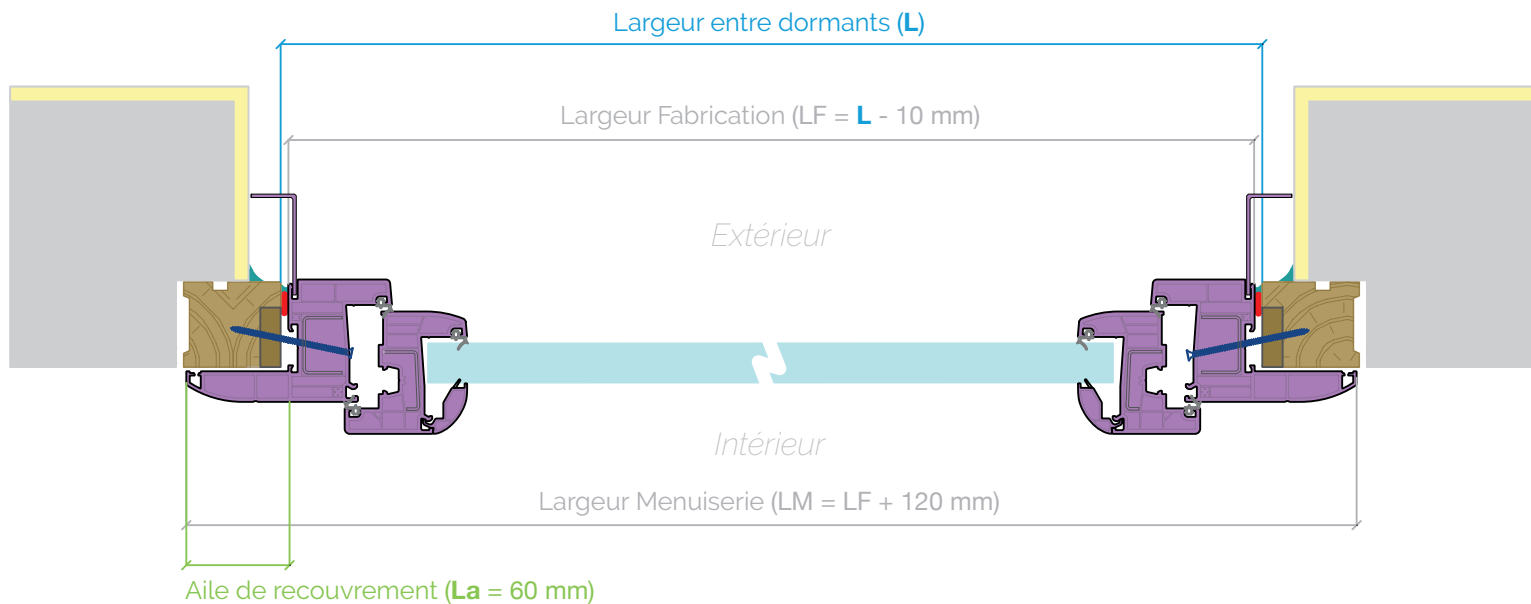 Largeur entre dormants (L)
Largeur Fabrication (LF = L - 10 mm)
Extérieur
Intérieur
Largeur Menuiserie (LM = LF + 120 mm)
Aile de recouvrement (La = 60 mm)